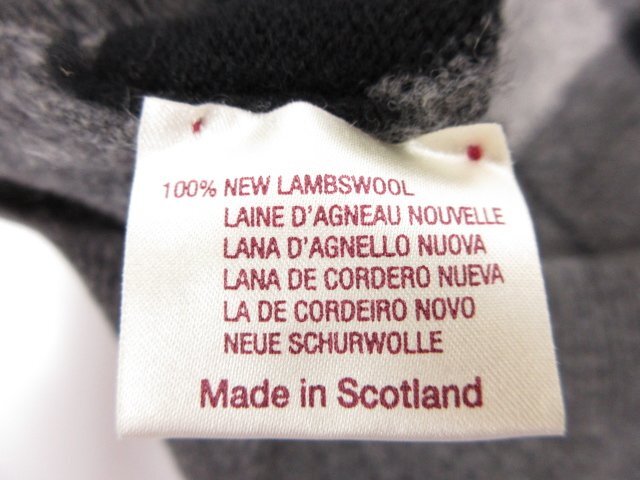 100% NEW LAMBSWOOL
LAINE D'AGNEAU NOUVELLE
LANA D'AGNELLO NUOVA
LANA DE CORDERO NUEVA
LA DE CORDEIRO NOVO
NEUE SCHURWOLLE
Made in Scotland